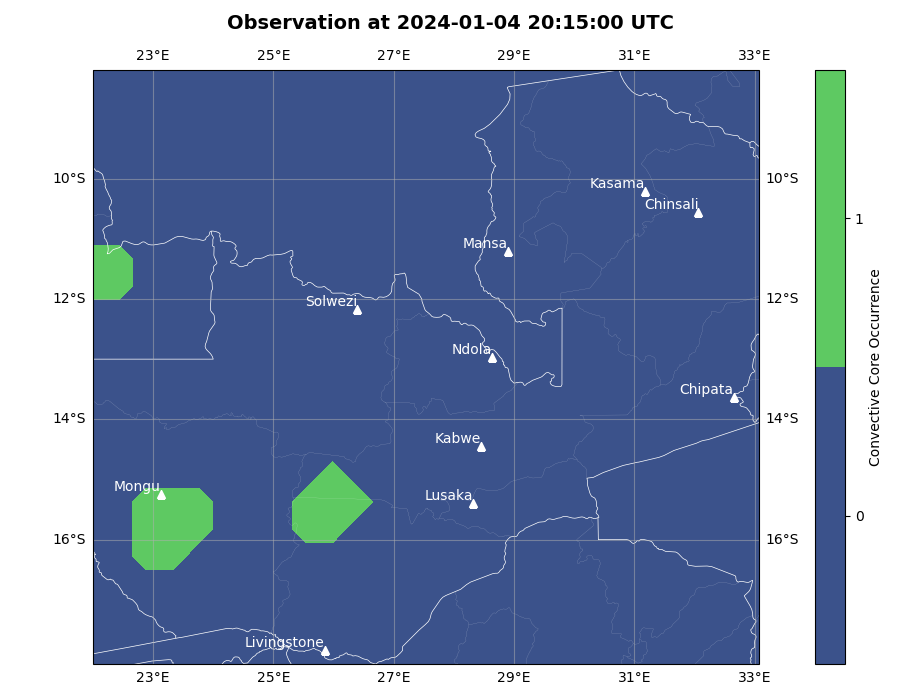 Observation at 2024-01-04 20:15:00 UTC
23°E 25°E 27°E 29°E 31°E 33°E
10°S 10°S
Kasama
Chinsali
Mansa
1
12°S 12°S
Solwezi
Ndola
Chipata
14°S 14°S
Kabwe
Mongu
Lusaka
16°S 16°S
0
Livingstone
23°E 25°E 27°E 29°E 31°E 33°E
Convective Core Occurrence